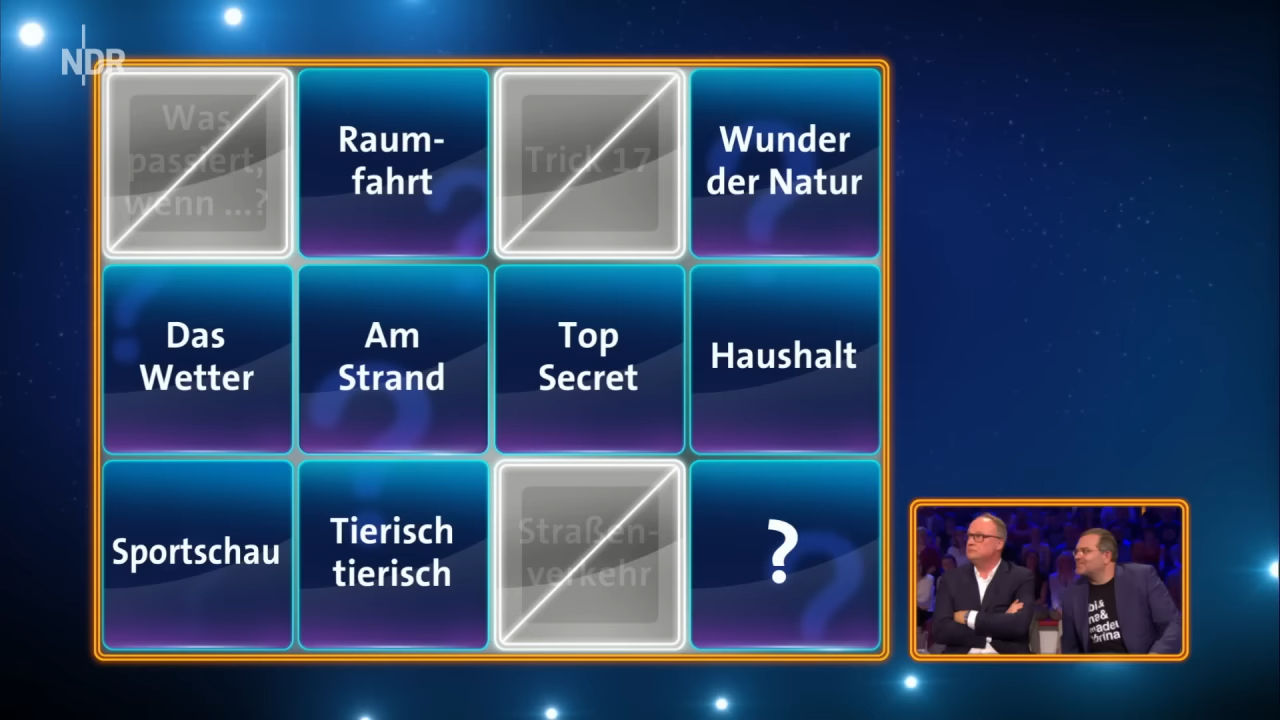 NDR
Was
passiert,
wenn ...?
Raum-
fahrt
Trick 17
Wunder
der Natur
Das
Wetter
Am
Strand
Top
Secret
Haushalt
Sportschau
Tierisch
tierisch
Straßen-
verkehr
?